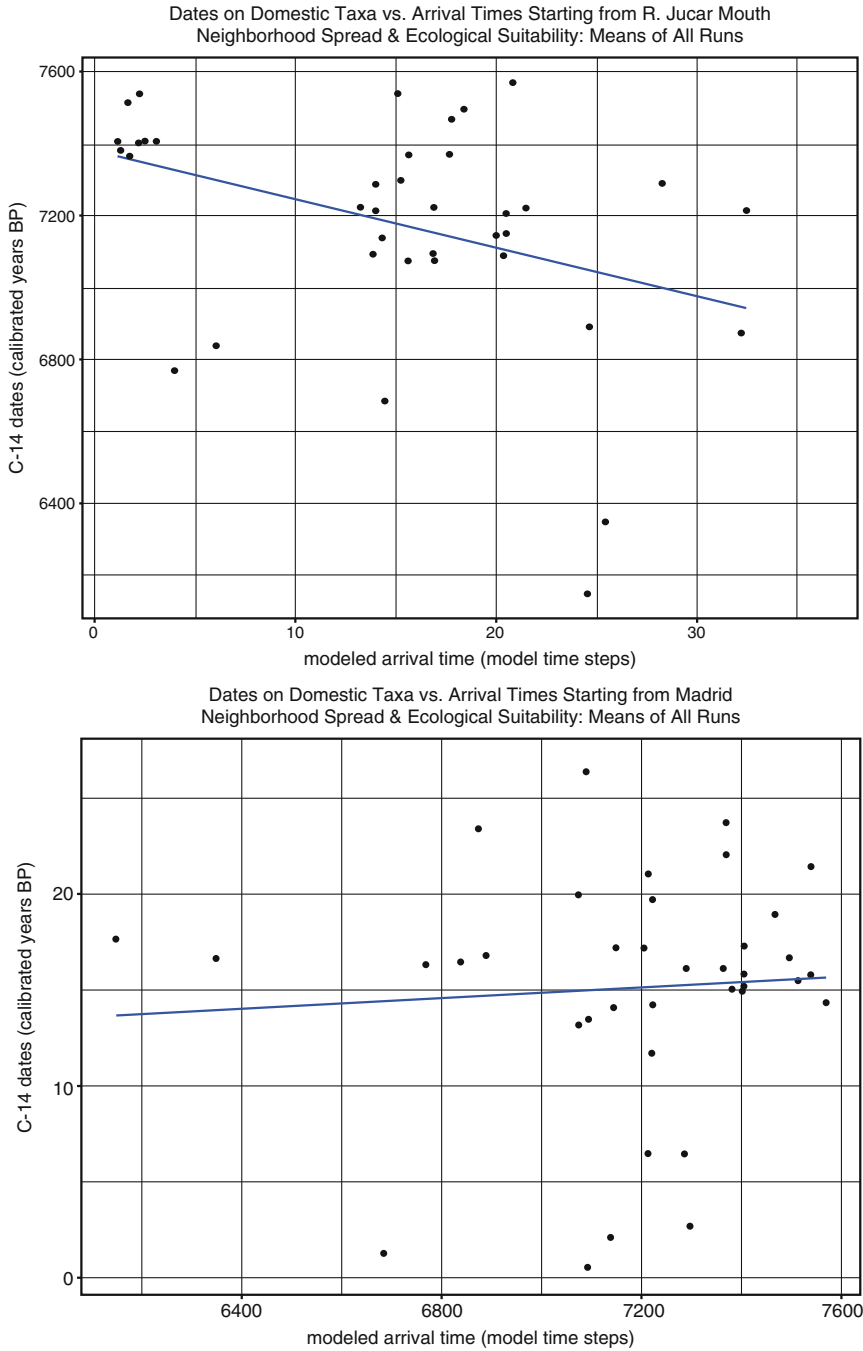 Dates on Domestic Taxa vs. Arrival Times Starting from R. Jucar Mouth
Neighborhood Spread & Ecological Suitability: Means of All Runs
C-14 dates (calibrated years BP)
7600
7200
6800
6400
0 10 20 30
modeled arrival time (model time steps)
Dates on Domestic Taxa vs. Arrival Times Starting from Madrid
Neighborhood Spread & Ecological Suitability: Means of All Runs
C-14 dates (calibrated years BP)
20
10
0
6400 6800 7200 7600
modeled arrival time (model time steps)